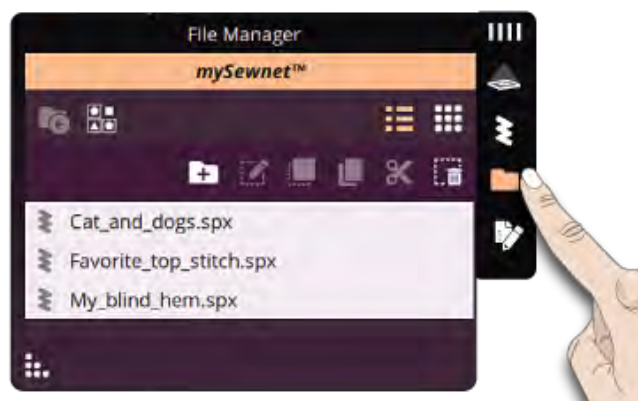 File Manager
mySewnet™
Cat_and_dogs.spx
Favorite_top_stitch.spx
My_blind_hem.spx